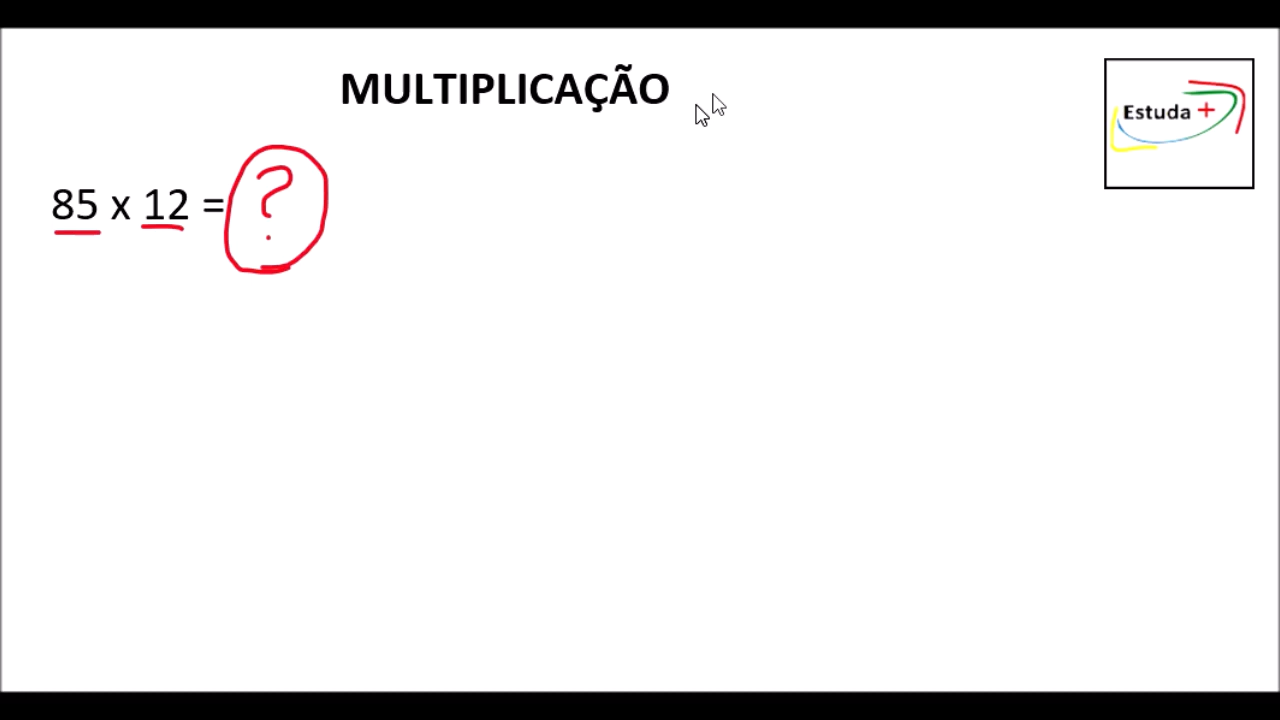 MULTIPLICAÇÃO
Estuda +
85 x 12 = ?